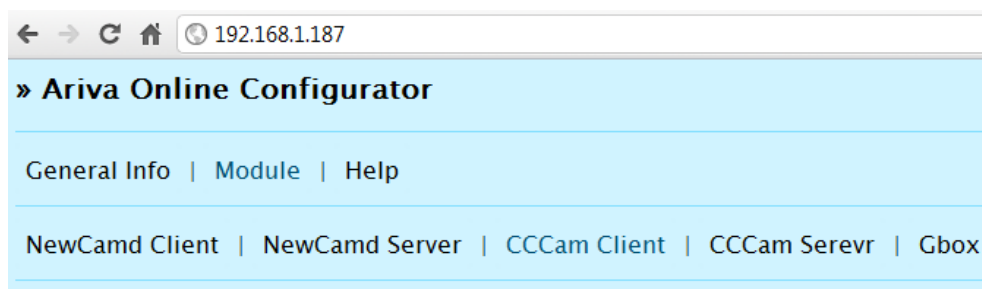 192.168.1.187
» Ariva Online Configurator
General Info | Module | Help
NewCamd Client | NewCamd Server | CCCam Client | CCCam Serevr | Gbox